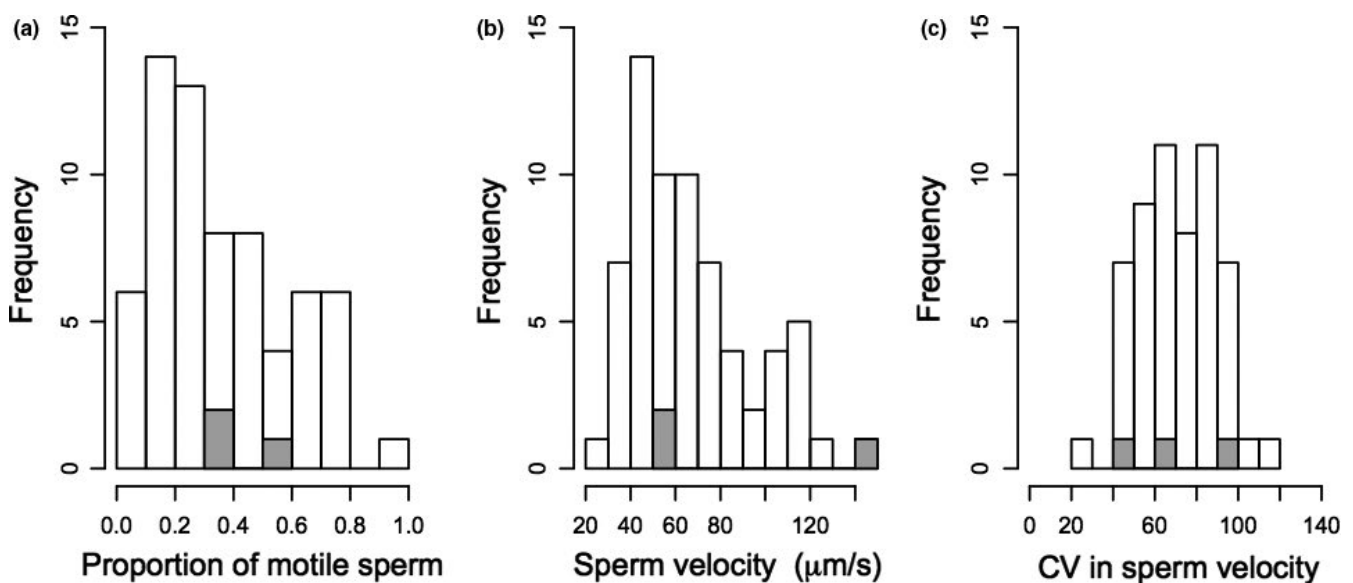 (a)
Frequency
15
10
5
0
0.0 0.2 0.4 0.6 0.8 1.0
Proportion of motile sperm
(b)
Frequency
15
10
5
0
20 40 60 80 120
Sperm velocity (μm/s)
(c)
Frequency
15
10
5
0
0 20 60 100 140
CV in sperm velocity